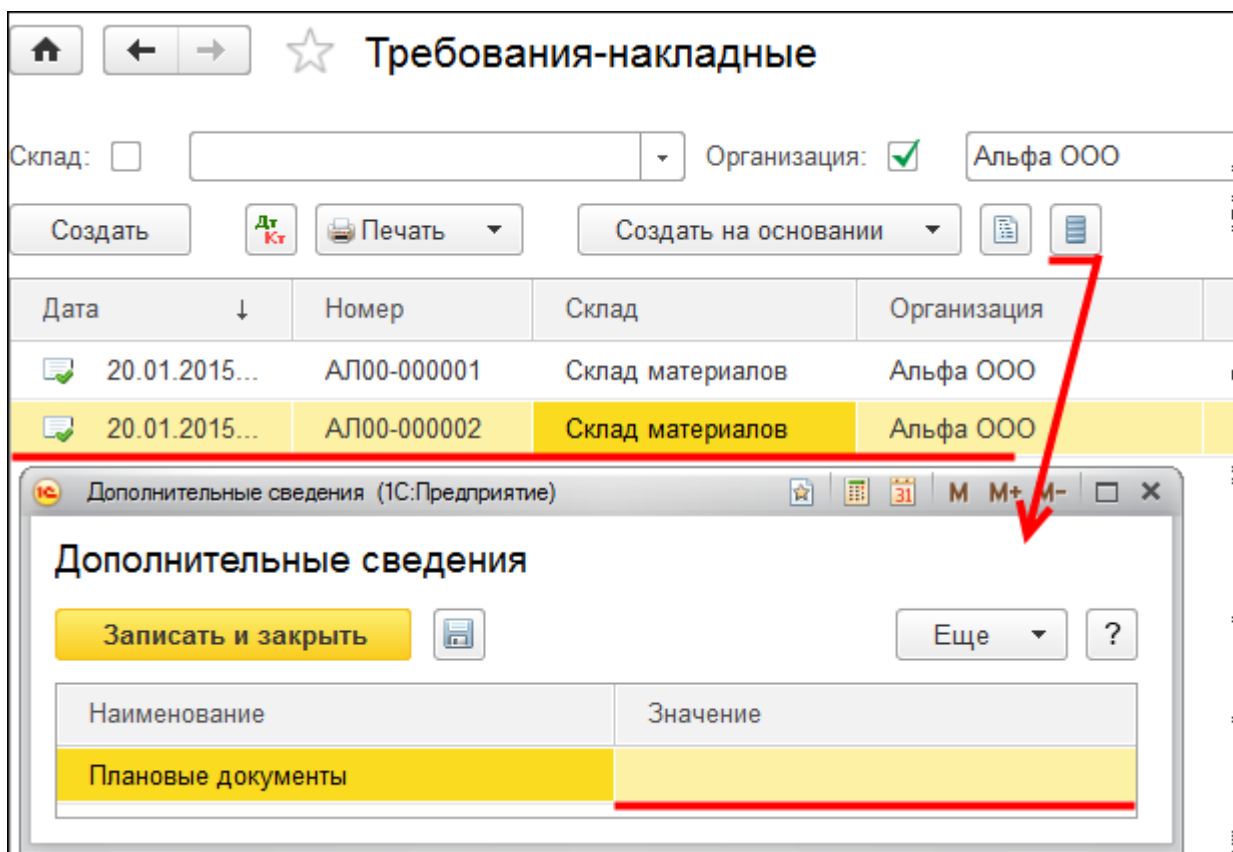 Требования-накладные
Склад: Организация: Альфа ООО
Создать Дт Кт Печать Создать на основании
Дата ↓ Номер Склад Организация
20.01.2015... АЛ00-000001 Склад материалов Альфа ООО
20.01.2015... АЛ00-000002 Склад материалов Альфа ООО
1С Дополнительные сведения (1С:Предприятие) 31 M M+ M-
Дополнительные сведения
Записать и закрыть Еще ?
Наименование Значение
Плановые документы